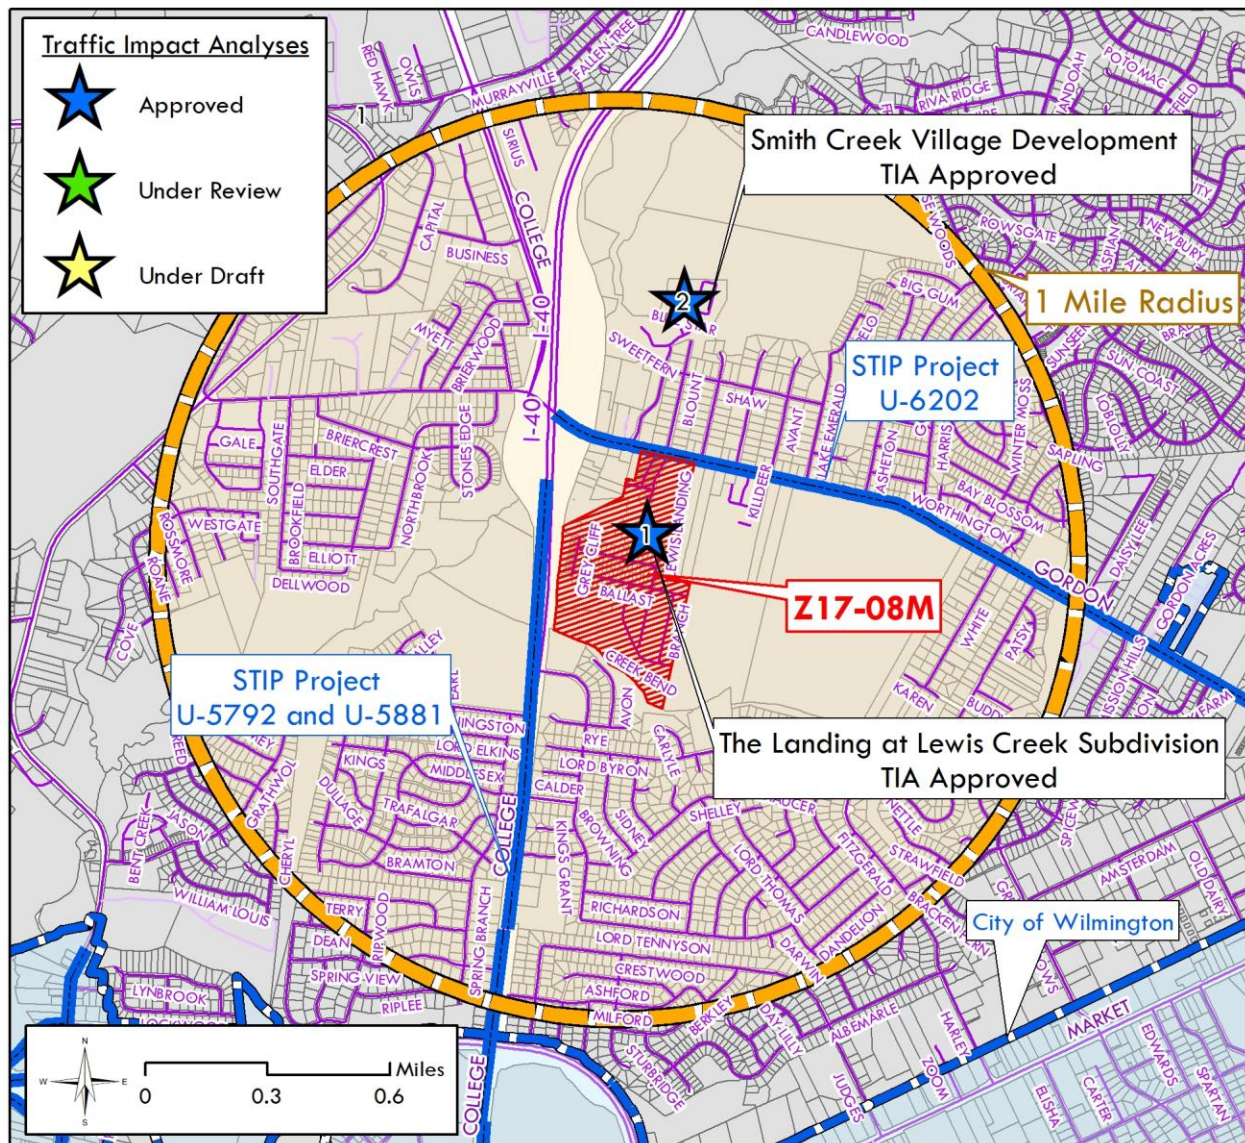 Traffic Impact Analyses
Approved
Under Review
Under Draft
CANDLEWOOD
POTOMAC
RIVA-RIDGE
RED HAWK
OWLS
FALLEN TREE
MURRAYVILLE
1
SIRIUS
Smith Creek Village Development
TIA Approved
ROWSGATE
NEWBURY
CAPITAL
COLLEGE
BUSINESS
BIG GUM
1 Mile Radius
I-40
2
MYETT
BRIERWOOD
SWEETFERN
BLOUNT
SHAW
AVANT
LAKE EMERALD
STIP Project
U-6202
SUN COAST
LOBLOLLY
I-40
GALE
SOUTHGATE
BRIERCREST
ELDER
BROOKFIELD
NORTHBROOK
STONES EDGE
KILLDEER
ASHETON
HARRIS
WINTER MOSS
SAPLING
BAY BLOSSOM
WORTHINGTON
WESTGATE
ROSSMORE
ROANE
ELLIOTT
DELLWOOD
GREYCLIFF
1
BALLAST
Z17-08M
GORDON
DAISY LEE
GORDON ACRES
COVE
WHITE
PATSY
MISSION HILLS
CREEK BEND
KAREN
STIP Project
U-5792 and U-5881
AVON
RYE
CARLYLE
LORD ELKINS
LORD BYRON
The Landing at Lewis Creek Subdivision
TIA Approved
KINGS
MIDDLESEX
CALDER
GRATHWOL
DULLAGE
TRAFALGAR
COLLEGE
SIDNEY
BROWNING
SHELLEY
NETTLE
BENT CREEK
JASON
CHERYL
BRAMTON
KINGS GRANT
LORD THOMAS
FITZGERALD
STRAWFIELD
AMSTERDAM
OLD DAIRY
WILLIAM LOUIS
TERRY
RICHARDSON
BRACKEN FERN
DEAN
RIPWOOD
SPRING BRANCH
LORD TENNYSON
DARWIN
DANDELION
City of Wilmington
SPRING VIEW
CRESTWOOD
LYNBROOK
RIPLEE
ASHFORD
MILFORD
BERKLEY
DAY LILLY
ALBEMARLE
HARLEY
MARKET
STURBRIDGE
JUDGES
ZOOM
EDWARDS
SPARTAN
CARTER
ELISHA
COLLEGE
N
W
E
S
Miles
0
0.3
0.6